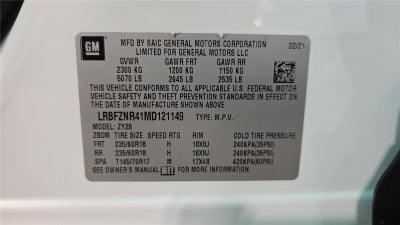 GM
MFD BY SAIC GENERAL MOTORS CORPORATION 02/21
LIMITED FOR GENERAL MOTORS LLC
GVWR GAWR FRT GAWR RR
2300 KG 1200 KG 1150 KG
5070 LB 2645 LB 2535 LB
THIS VEHICLE CONFORMS TO ALL APPLICABLE U.S. FEDERAL MOTOR
VEHICLE SAFETY AND THEFT PREVENTION STANDARDS IN EFFECT ON
THE DATE OF MANUFACTURE SHOWN ABOVE.
LRBFZNR41MD121149 TYPE: M.P.V.
MODEL: ZY26
TIRE SIZE SPEED RTG RIM COLD TIRE PRESSURE
FRT 235/60R18 H 18X8J 240KPA(35PSI)
RR 235/60R18 H 18X8J 240KPA(35PSI)
SPA T145/70R17 M 17X4B 420KPA(60PSI)
SEE OWNER'S MANUAL FOR MORE INFORMATION.